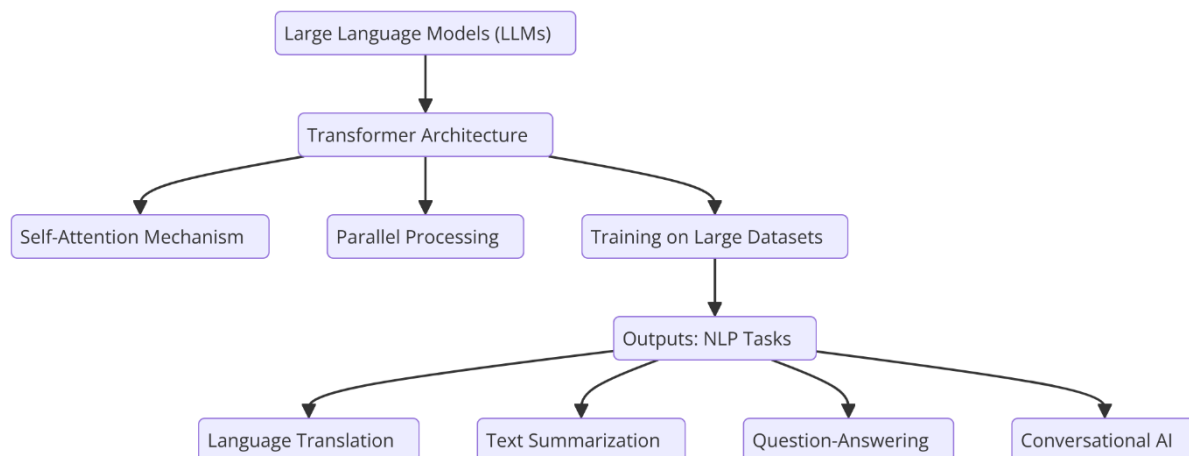 Large Language Models (LLMs)
Transformer Architecture
Self-Attention Mechanism
Parallel Processing
Training on Large Datasets
Outputs: NLP Tasks
Language Translation
Text Summarization
Question-Answering
Conversational AI